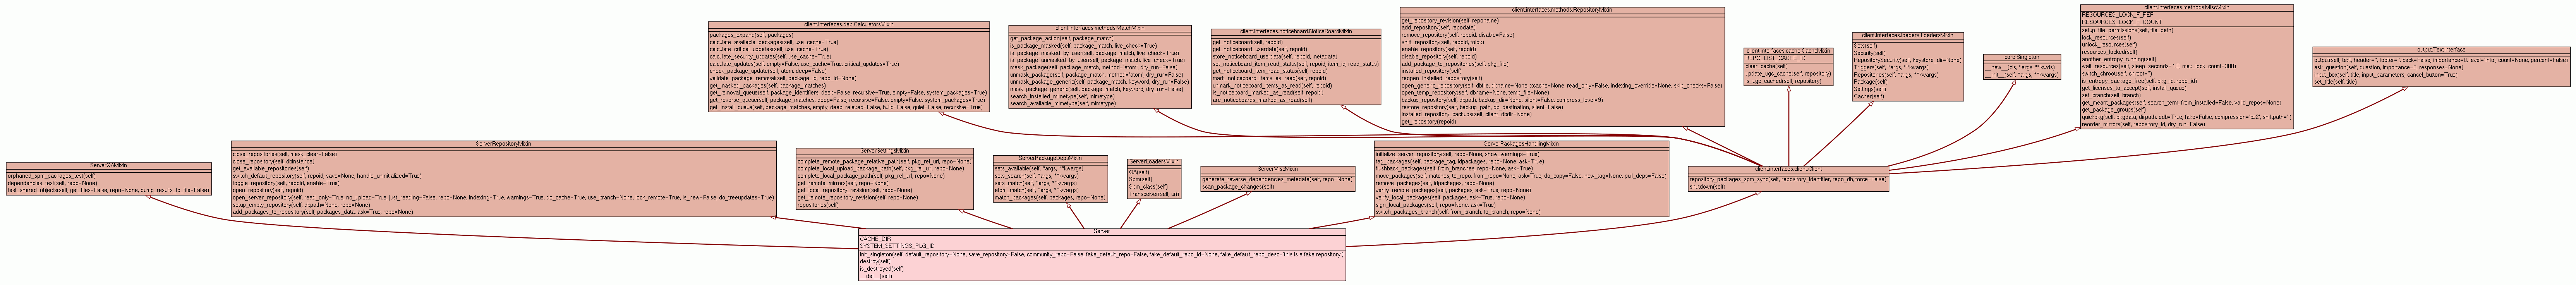 client.interfaces.dep.CalculatorsMixin
packages_expand(self, packages)
calculate_available_packages(self, use_cache=True)
calculate_critical_updates(self, use_cache=True)
calculate_security_updates(self, use_cache=True)
calculate_updates(self, empty=False, use_cache=True, critical_updates=True)
check_package_update(self, atom, deep=False)
validate_package_removal(self, package_id, repo_id=None)
get_masked_packages(self, package_matches)
get_removal_queue(self, package_identifiers, deep=False, recursive=True, empty=False, system_packages=True)
get_reverse_queue(self, package_matches, deep=False, recursive=False, empty=False, system_packages=True)
get_install_queue(self, package_matches, empty, deep, relaxed=False, build=False, quiet=False, recursive=True)
client.interfaces.methods.MatchMixin
get_package_action(self, package_match)
is_package_masked(self, package_match, live_check=True)
is_package_masked_by_user(self, package_match, live_check=True)
is_package_unmasked_by_user(self, package_match, live_check=True)
mask_package(self, package_match, method='atom', dry_run=False)
unmask_package(self, package_match, method='atom', dry_run=False)
unmask_package_generic(self, package_match, keyword, dry_run=False)
mask_package_generic(self, package_match, keyword, dry_run=False)
search_installed_mimetype(self, mimetype)
search_available_mimetype(self, mimetype)
client.interfaces.noticeboard.NoticeBoardMixin
get_noticeboard(self, repoid)
get_noticeboard_userdata(self, repoid)
store_noticeboard_userdata(self, repoid, metadata)
set_noticeboard_item_read_status(self, repoid, item_id, read_status)
get_noticeboard_item_read_status(self, repoid)
mark_noticeboard_items_as_read(self, repoid)
unmark_noticeboard_items_as_read(self, repoid)
is_noticeboard_marked_as_read(self, repoid)
are_noticeboards_marked_as_read(self)
client.interfaces.methods.RepositoryMixin
get_repository_revision(self, reponame)
add_repository(self, repodata)
remove_repository(self, repoid, disable=False)
shift_repository(self, repoid, toidx)
enable_repository(self, repoid)
disable_repository(self, repoid)
add_package_to_repositories(self, pkg_file)
installed_repository(self)
reopen_installed_repository(self)
open_generic_repository(self, dbfile, dbname=None, xcache=None, read_only=False, indexing_override=None, skip_checks=False)
open_temp_repository(self, dbname=None, temp_file=None)
backup_repository(self, dbpath, backup_dir=None, silent=False, compress_level=9)
restore_repository(self, backup_path, db_destination, silent=False)
installed_repository_backups(self, client_dbdir=None)
get_repository(repoid)
client.interfaces.cache.CacheMixin
REPO_LIST_CACHE_ID
clear_cache(self)
update_ugc_cache(self, repository)
is_ugc_cached(self, repository)
client.interfaces.loaders.LoadersMixin
Sets(self)
Security(self)
RepositorySecurity(self, keystore_dir=None)
Triggers(self, *args, **kwargs)
Repositories(self, *args, **kwargs)
PackageSpm(self)
Settings(self)
Cacher(self)
core.Singleton
__new__(cls, *args, **kwds)
__init__(self, *args, **kwargs)
client.interfaces.methods.MiscMixin
RESOURCES_LOCK_F_REF
RESOURCES_LOCK_F_COUNT
setup_file_permissions(self, file_path)
lock_resources(self)
unlock_resources(self)
resources_locked(self)
another_entropy_running(self)
wait_resources(self, sleep_seconds=1.0, max_lock_count=300)
switch_chroot(self, chroot='')
is_entropy_package_free(self, pkg_id, repo_id)
get_licenses_to_accept(self, install_queue)
set_branch(self, branch)
get_meant_packages(self, search_term, from_installed=False, valid_repos=None)
get_package_groups(self)
quickpkg(self, pkgdata, dirpath, edb=True, fake=False, compression='bz2', shiftpath='')
reorder_mirrors(self, repository_id, dry_run=False)
output.TextInterface
output(self, text, header='', footer='', back=False, importance=0, level='info', count=None, percent=False)
ask_question(self, question, importance=0, responses=None)
input_box(self, title, input_parameters, cancel_button=True)
set_title(self, title)
ServerQAMixin
orphaned_spm_packages_test(self)
dependencies_test(self, repo=None)
test_shared_objects(self, get_files=False, repo=None, dump_results_to_file=False)
ServerRepositoryMixin
close_repositories(self, mask_clear=False)
close_repository(self, dbinstance)
get_available_repositories(self)
switch_default_repository(self, repoid, save=None, handle_uninitialized=True)
toggle_repository(self, repoid, enable=True)
open_repository(self, repoid)
open_server_repository(self, read_only=True, no_upload=True, just_reading=False, repo=None, indexing=True, warnings=True, do_cache=True, use_branch=None, lock_remote=True, is_new=False, do_treeupdates=True)
setup_empty_repository(self, dbpath=None, repo=None)
add_packages_to_repository(self, packages_data, ask=True, repo=None)
ServerSettingsMixin
complete_remote_package_relative_path(self, pkg_rel_url, repo=None)
complete_local_upload_package_path(self, pkg_rel_url, repo=None)
complete_local_package_path(self, pkg_rel_url, repo=None)
get_remote_mirrors(self, repo=None)
get_local_repository_revision(self, repo=None)
get_remote_repository_revision(self, repo=None)
repositories(self)
ServerPackageDepsMixin
sets_available(self, *args, **kwargs)
sets_search(self, *args, **kwargs)
sets_match(self, *args, **kwargs)
atom_match(self, *args, **kwargs)
match_packages(self, packages, repo=None)
ServerLoadersMixin
QA(self)
Spm(self)
Spm_class(self)
Transceiver(self, uri)
ServerMiscMixin
generate_reverse_dependencies_metadata(self, repo=None)
scan_package_changes(self)
ServerPackagesHandlingMixin
initialize_server_repository(self, repo=None, show_warnings=True)
tag_packages(self, package_tag, idpackages, repo=None, ask=True)
flushback_packages(self, from_branches, repo=None, ask=True)
move_packages(self, matches, to_repo, from_repo=None, ask=True, do_copy=False, new_tag=None, pull_deps=False)
remove_packages(self, idpackages, repo=None)
verify_remote_packages(self, packages, ask=True, repo=None)
verify_local_packages(self, packages, ask=True, repo=None)
sign_local_packages(self, repo=None, ask=True)
switch_packages_branch(self, from_branch, to_branch, repo=None)
client.interfaces.client.Client
repository_packages_spm_sync(self, repository_identifier, repo_db, force=False)
shutdown(self)
Server
CACHE_DIR
SYSTEM_SETTINGS_PLG_ID
init_singleton(self, default_repository=None, save_repository=False, community_repo=False, fake_default_repo=False, fake_default_repo_id=None, fake_default_repo_desc='this is a fake repository')
destroy(self)
is_destroyed(self)
__del__(self)